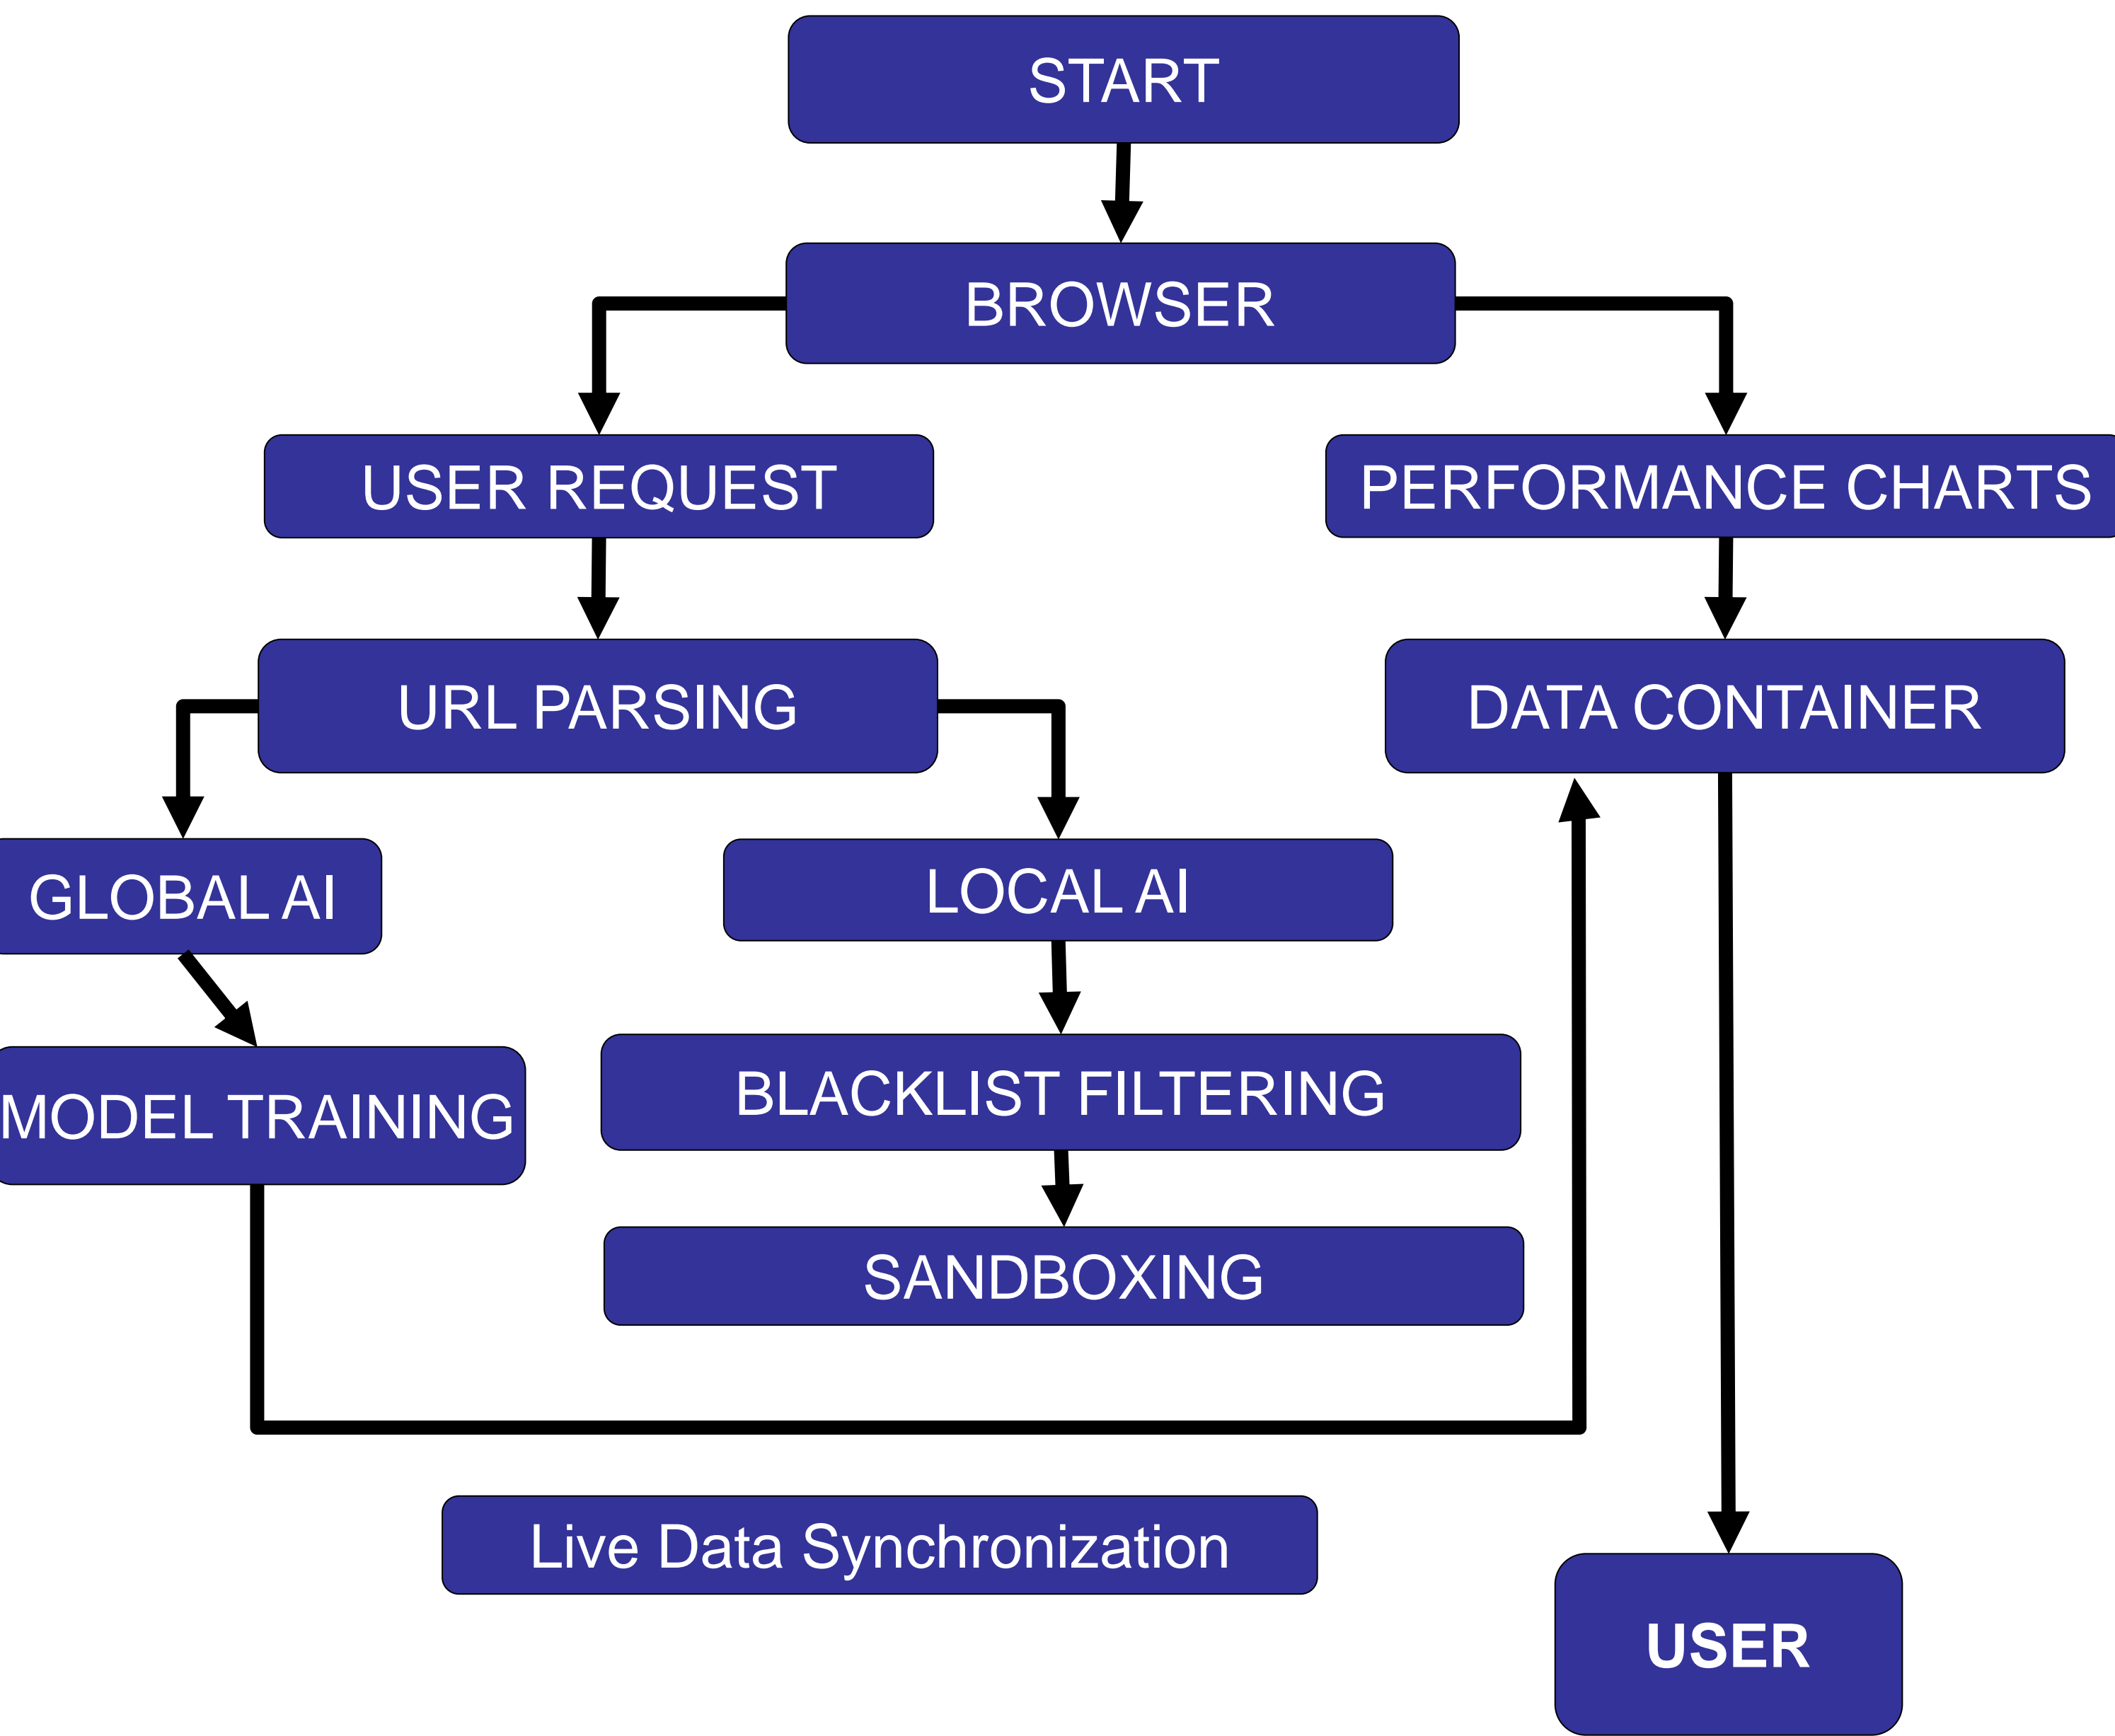 START
BROWSER
USER REQUEST
PERFORMANCE CHARTS
URL PARSING
DATA CONTAINER
GLOBAL AI
LOCAL AI
MODEL TRAINING
BLACKLIST FILTERING
SANDBOXING
Live Data Synchronization
USER